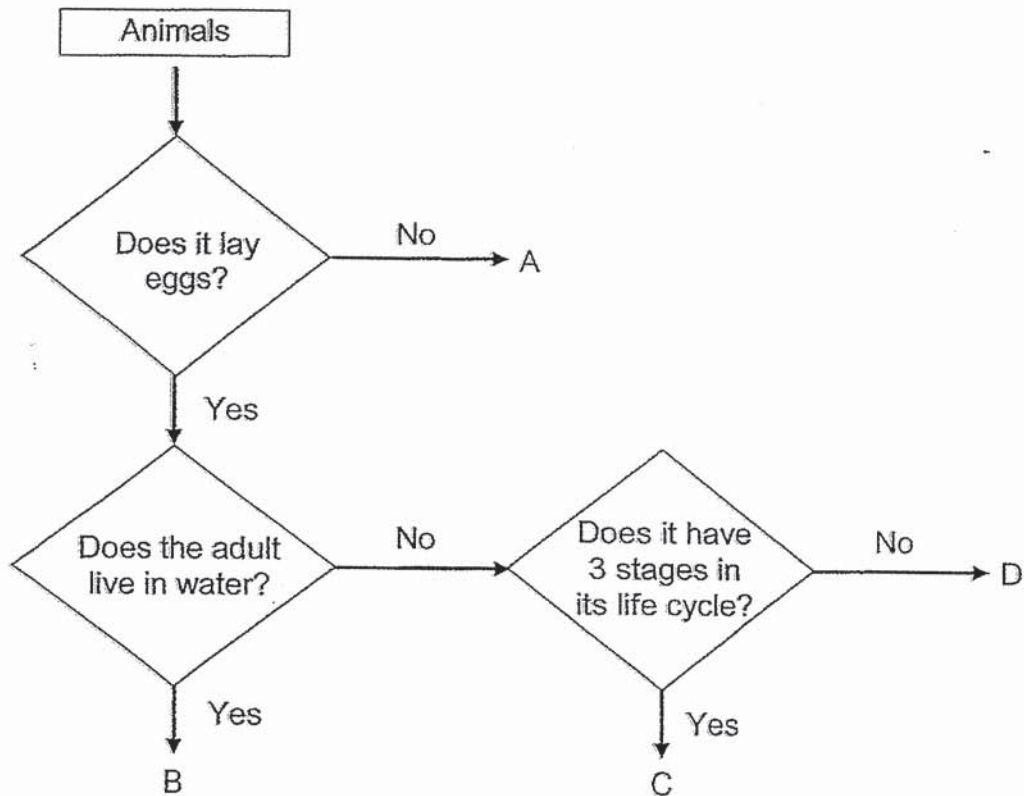 Animals
Does it lay
eggs?
No
A
Yes
Does the adult
live in water?
No
Does it have
3 stages in
its life cycle?
No
D
Yes
B
Yes
C